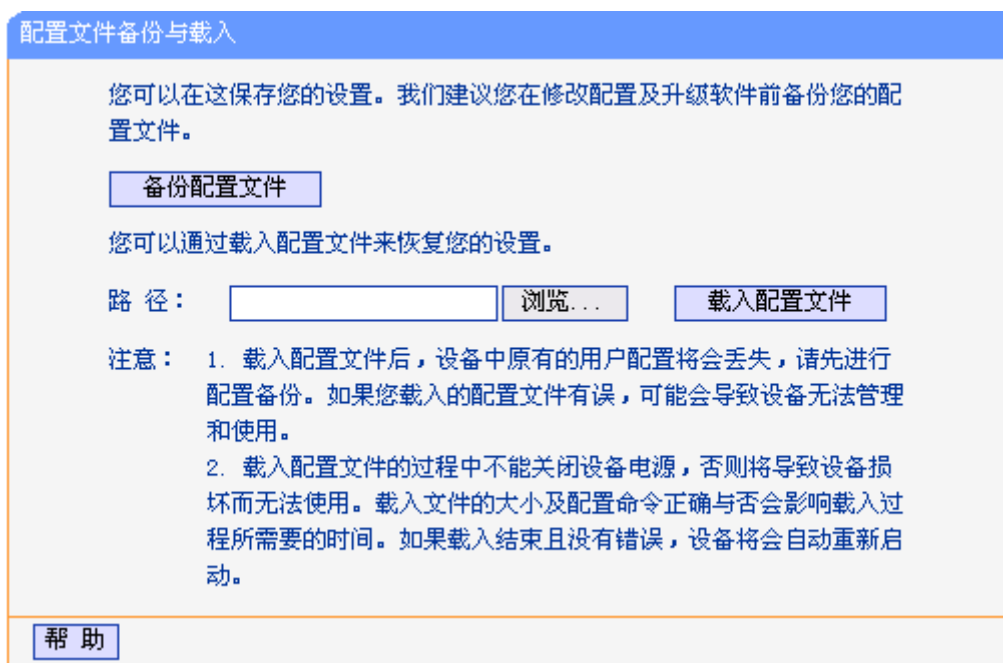 配置文件备份与载入
您可以在这保存您的设置。我们建议您在修改配置及升级软件前备份您的配
置文件。
备份配置文件
您可以通过载入配置文件来恢复您的设置。
路 径： 浏览... 载入配置文件
注意： 1. 载入配置文件后，设备中原有的用户配置将会丢失，请先进行
配置备份。如果您载入的配置文件有误，可能会导致设备无法管理
和使用。
2. 载入配置文件的过程中不能关闭设备电源，否则将导致设备损
坏而无法使用。载入文件的大小及配置命令正确与否会影响载入过
程所需要的时间。如果载入结束且没有错误，设备将会自动重新启
动。
帮 助